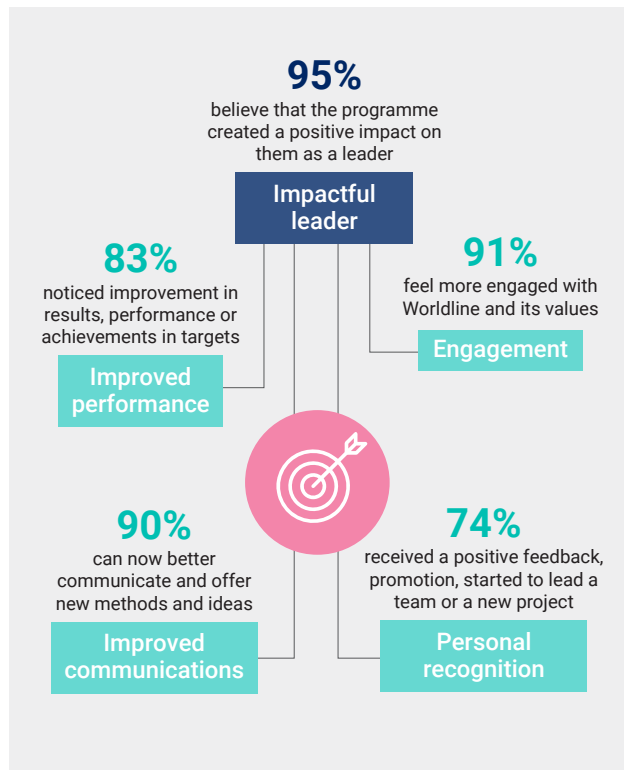 95%
believe that the programme
created a positive impact on
them as a leader
Impactful
leader
83%
noticed improvement in
results, performance or
achievements in targets
Improved
performance
91%
feel more engaged with
Worldline and its values
Engagement
90%
can now better
communicate and offer
new methods and ideas
Improved
communications
74%
received a positive feedback,
promotion, started to lead a
team or a new project
Personal
recognition